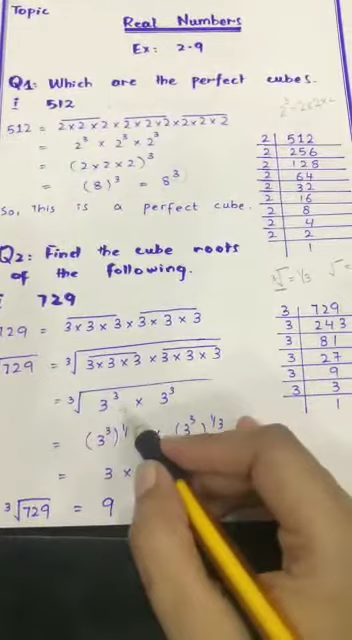 Topic
Real Numbers
Ex: 2.9
Q1: Which are the perfect cubes.
i 512
512 = 2×2×2×2×2×2×2×2×2
= 2³ × 2³ × 2³
= (2×2×2)³
= (8)³ = 8³
So, This is a perfect cube.
2 | 512
2 | 256
2 | 128
2 | 64
2 | 32
2 | 16
2 | 8
2 | 4
2 | 2
1
Q2: Find the cube roots
of the following.
i 729
729 = 3×3×3×3×3×3
∛729 = ∛3×3×3×3×3×3
= ∛3³ × 3³
= (3³)^1/ × (3³)^1/3
= 3 ×
∛729 = 9
∛ = 1/3 √ =
3 | 729
3 | 243
3 | 81
3 | 27
3 | 9
3 | 3
1